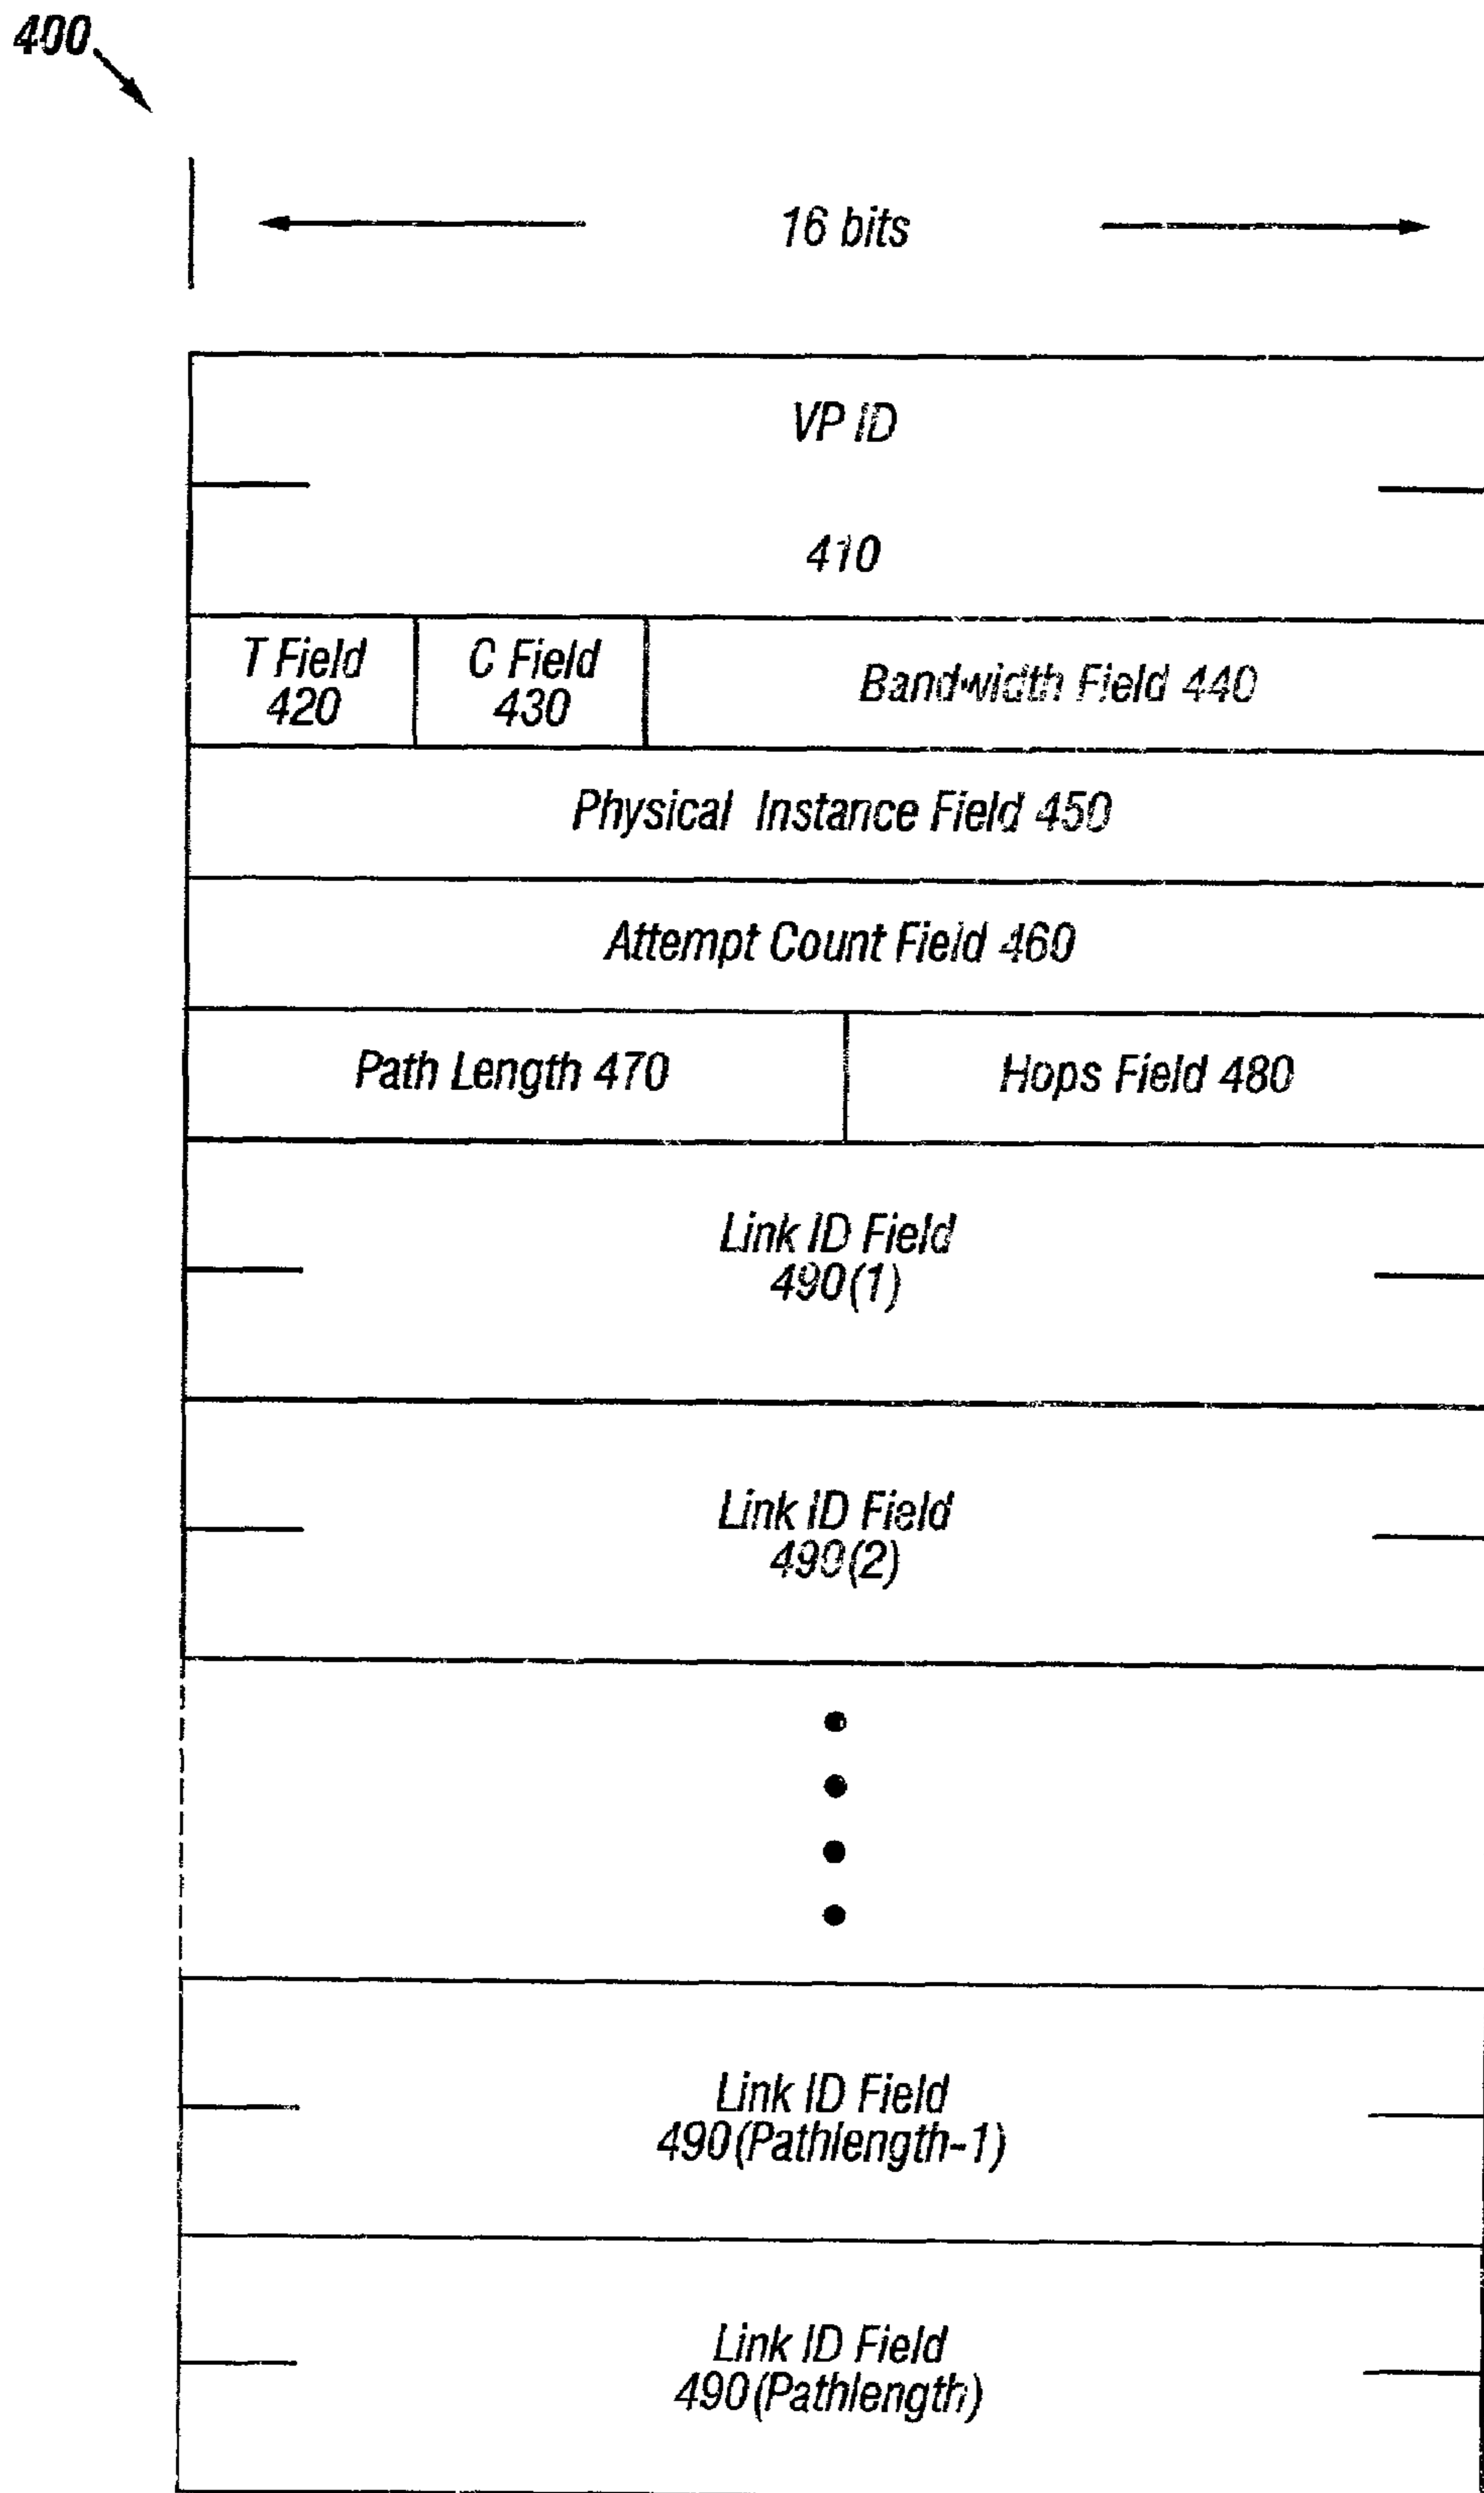 400
16 bits
VP ID
410
T Field
420
C Field
430
Bandwidth Field 440
Physical Instance Field 450
Attempt Count Field 460
Path Length 470
Hops Field 480
Link ID Field
490(1)
Link ID Field
490(2)
Link ID Field
490(Pathlength-1)
Link ID Field
490(Pathlength)